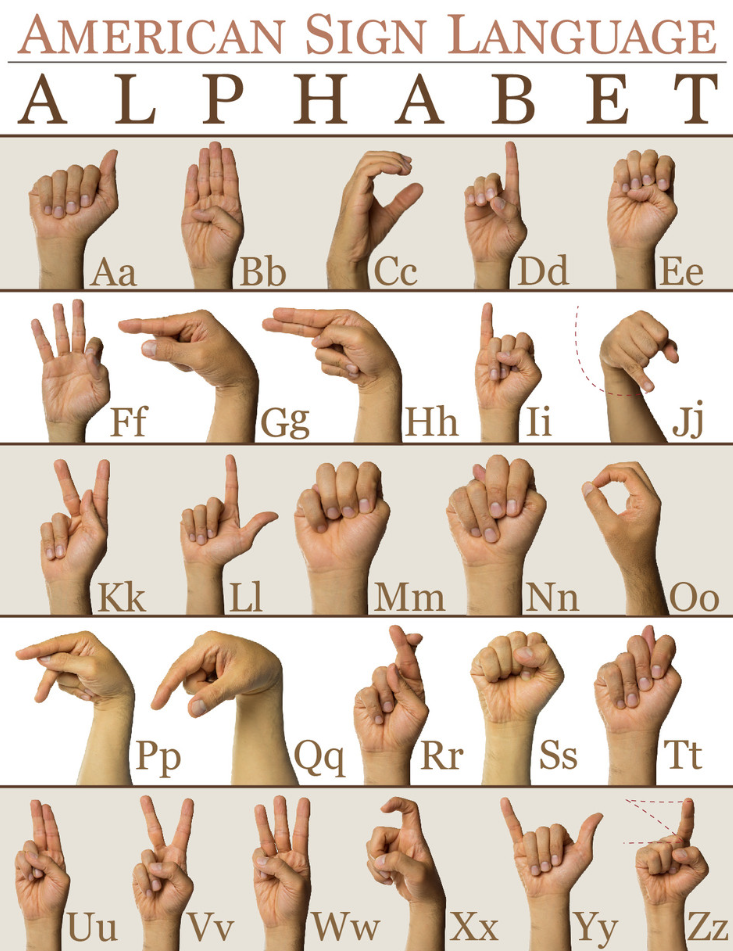 AMERICAN SIGN LANGUAGE
ALPHABET
Aa Bb Cc Dd Ee
Ff Gg Hh Ii Jj
Kk Ll Mm Nn Oo
Pp Qq Rr Ss Tt
Uu Vv Ww Xx Yy Zz